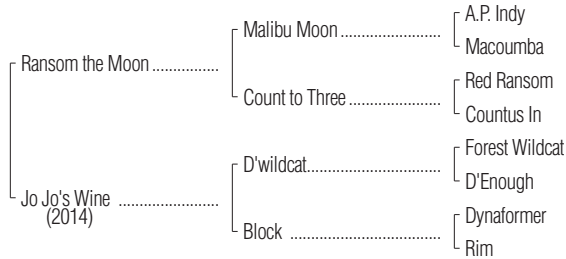 A.P. Indy
Malibu Moon ....................
Macoumba
Ransom the Moon ................
Red Ransom
Count to Three ...................
Countus In
Forest Wildcat
D'wildcat...........................
D'Enough
Jo Jo's Wine ......................
(2014)
Dynaformer
Block ..............................
Rim